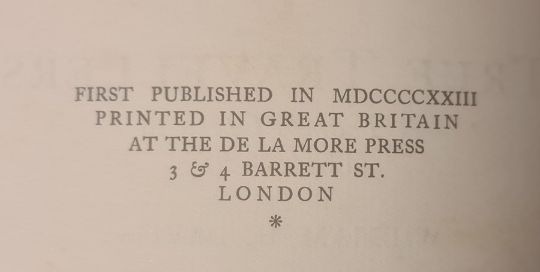 FIRST PUBLISHED IN MDCCCCXXIII
PRINTED IN GREAT BRITAIN
AT THE DE LA MORE PRESS
3 & 4 BARRETT ST.
LONDON
*